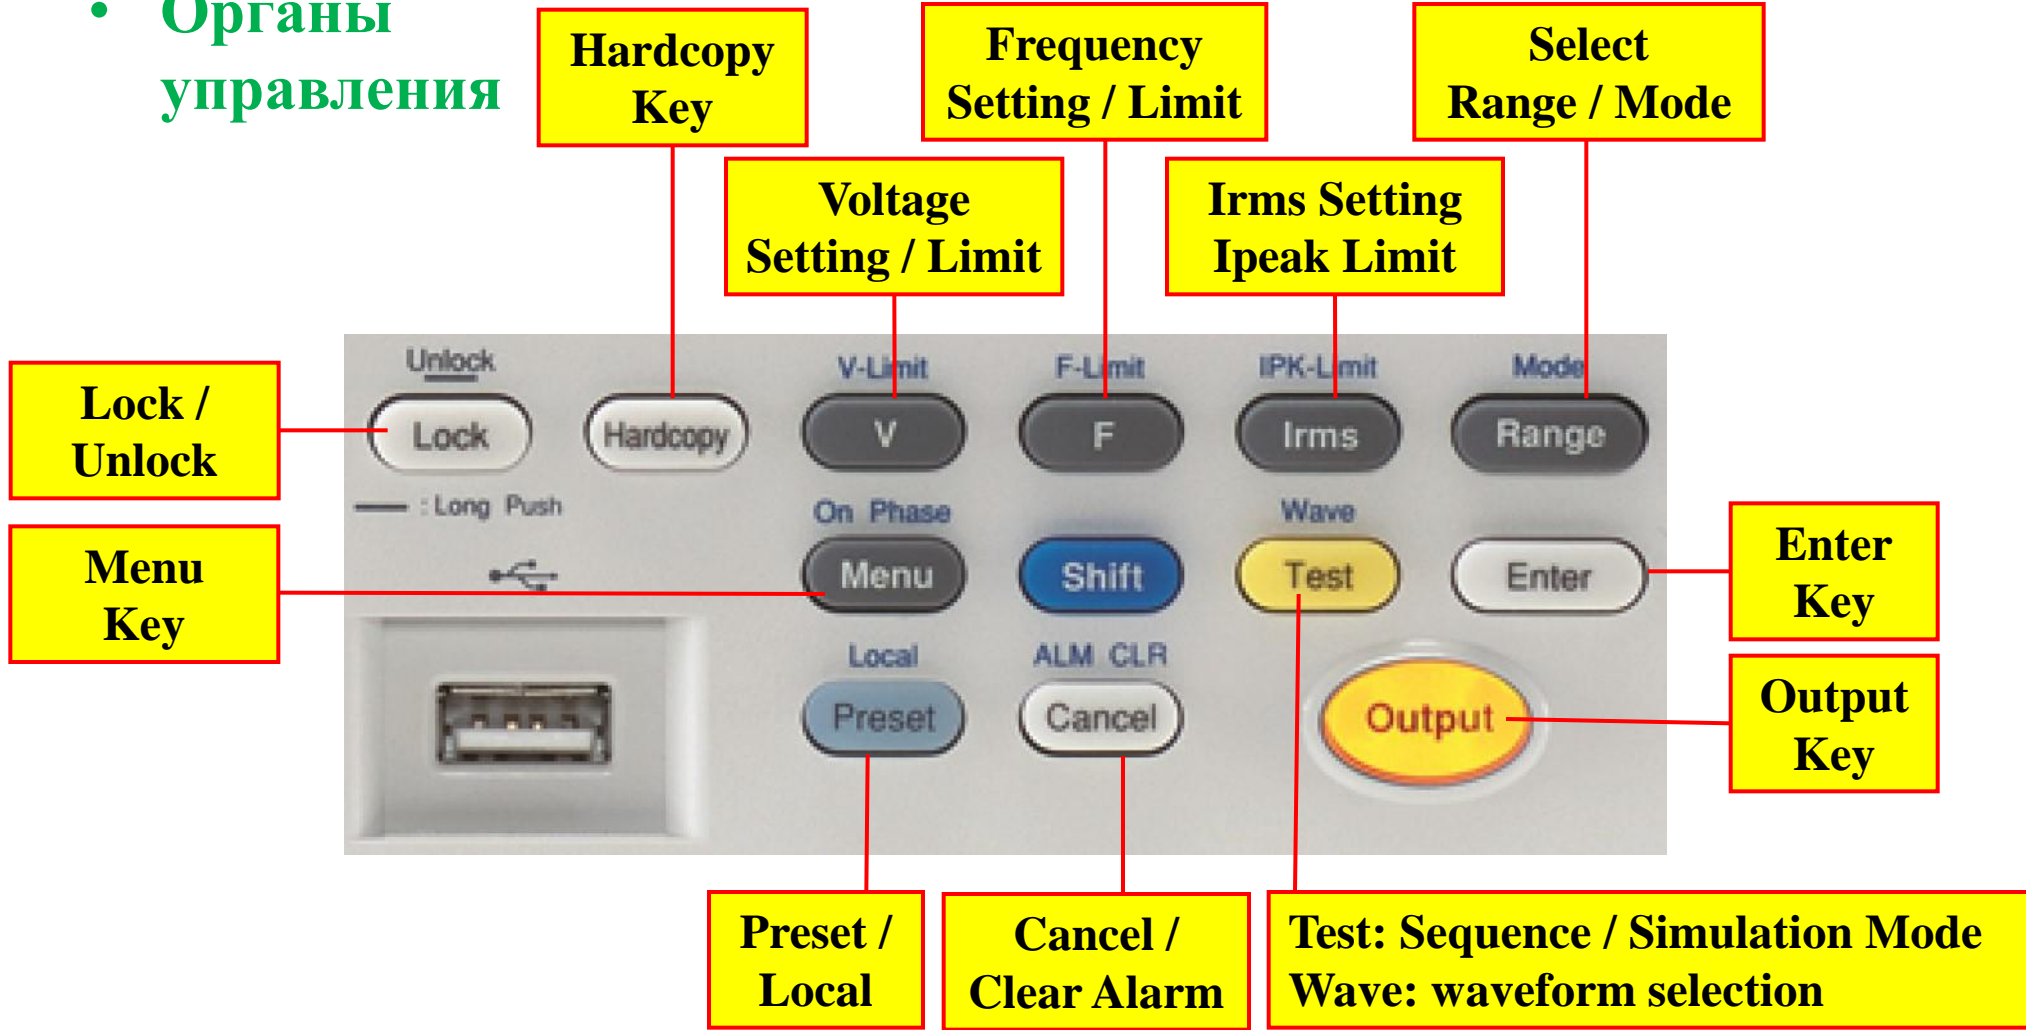 • Органы
управления
Hardcopy
Key
Frequency
Setting / Limit
Select
Range / Mode
Voltage
Setting / Limit
Irms Setting
Ipeak Limit
Lock /
Unlock
Menu
Key
Unlock
V-Limit
F-Limit
IPK-Limit
Mode
Lock
Hardcopy
V
F
Irms
Range
: Long Push
On Phase
Wave
Menu
Shift
Test
Enter
Local
ALM CLR
Preset
Cancel
Output
Enter
Key
Output
Key
Preset /
Local
Cancel /
Clear Alarm
Test: Sequence / Simulation Mode
Wave: waveform selection